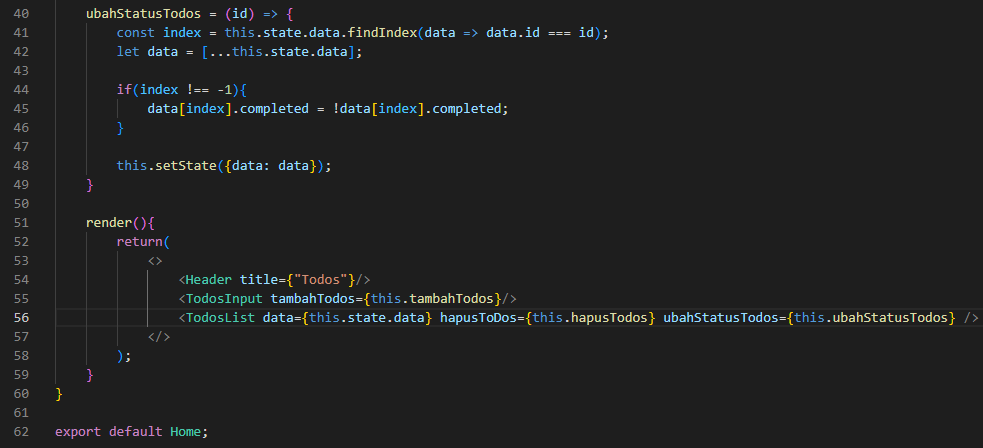 40 ubahStatusTodos = (id) => {
41 const index = this.state.data.findIndex(data => data.id === id);
42 let data = [...this.state.data];
43
44 if(index !== -1){
45 data[index].completed = !data[index].completed;
46 }
47
48 this.setState({data: data});
49 }
50
51 render(){
52 return(
53 <>
54 <Header title={"Todos"}/>
55 <TodosInput tambahTodos={this.tambahTodos}/>
56 <TodosList data={this.state.data} hapusToDos={this.hapusTodos} ubahStatusTodos={this.ubahStatusTodos} />
57 </>
58 );
59 }
60 }
61
62 export default Home;